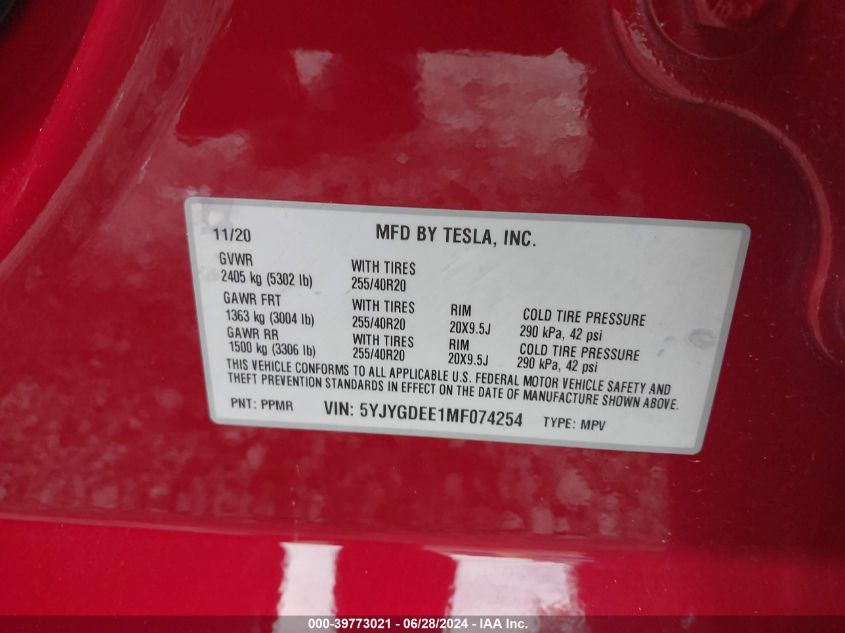 11/20 MFD BY TESLA, INC.
GVWR
2405 kg (5302 lb) WITH TIRES 255/40R20
GAWR FRT
1363 kg (3004 lb) WITH TIRES 255/40R20 RIM 20X9.5J COLD TIRE PRESSURE 290 kPa, 42 psi
GAWR RR
1500 kg (3306 lb) WITH TIRES 255/40R20 RIM 20X9.5J COLD TIRE PRESSURE 290 kPa, 42 psi
THIS VEHICLE CONFORMS TO ALL APPLICABLE U.S. FEDERAL MOTOR VEHICLE SAFETY AND
THEFT PREVENTION STANDARDS IN EFFECT ON THE DATE OF MANUFACTURE SHOWN ABOVE.
PNT: PPMR VIN: 5YJYGDEE1MF074254 TYPE: MPV
000-39773021 - 06/28/2024 - IAA Inc.